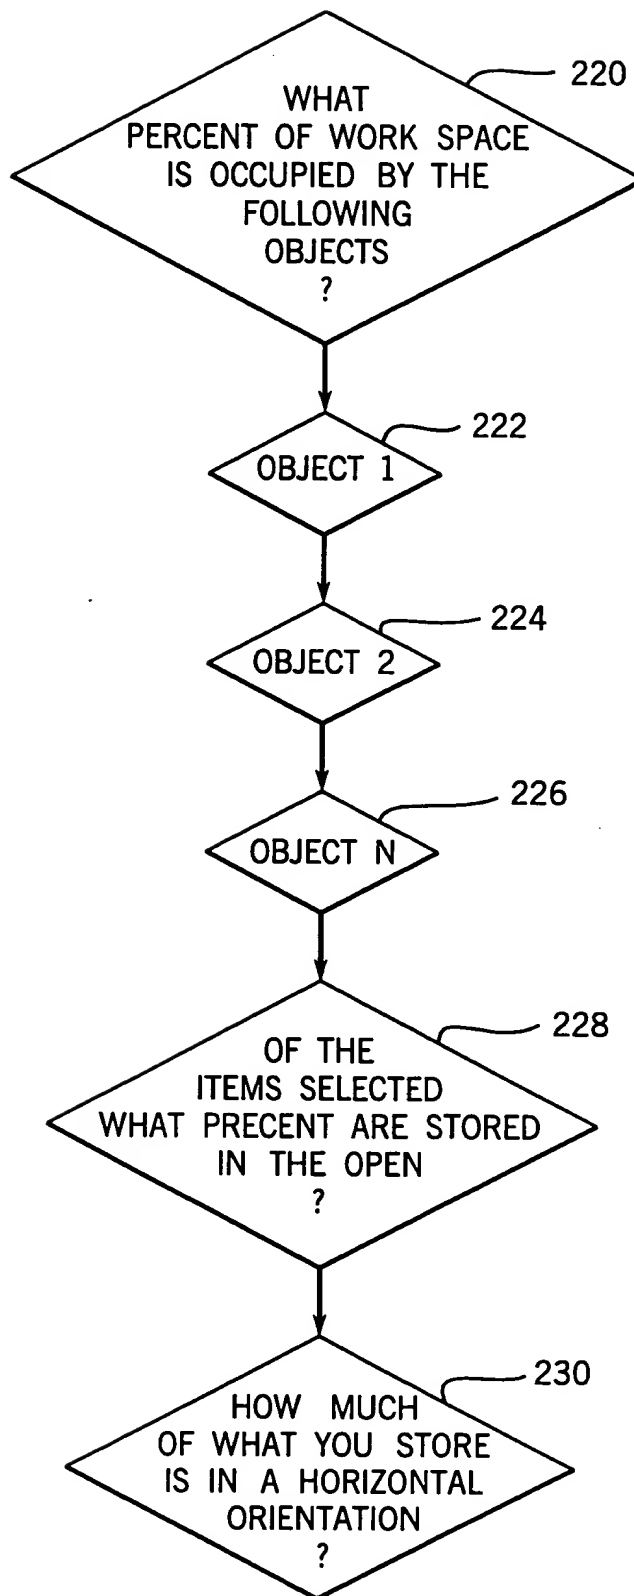 220
WHAT
PERCENT OF WORK SPACE
IS OCCUPIED BY THE
FOLLOWING
OBJECTS
?
222
OBJECT 1
224
OBJECT 2
226
OBJECT N
228
OF THE
ITEMS SELECTED
WHAT PRECENT ARE STORED
IN THE OPEN
?
230
HOW MUCH
OF WHAT YOU STORE
IS IN A HORIZONTAL
ORIENTATION
?